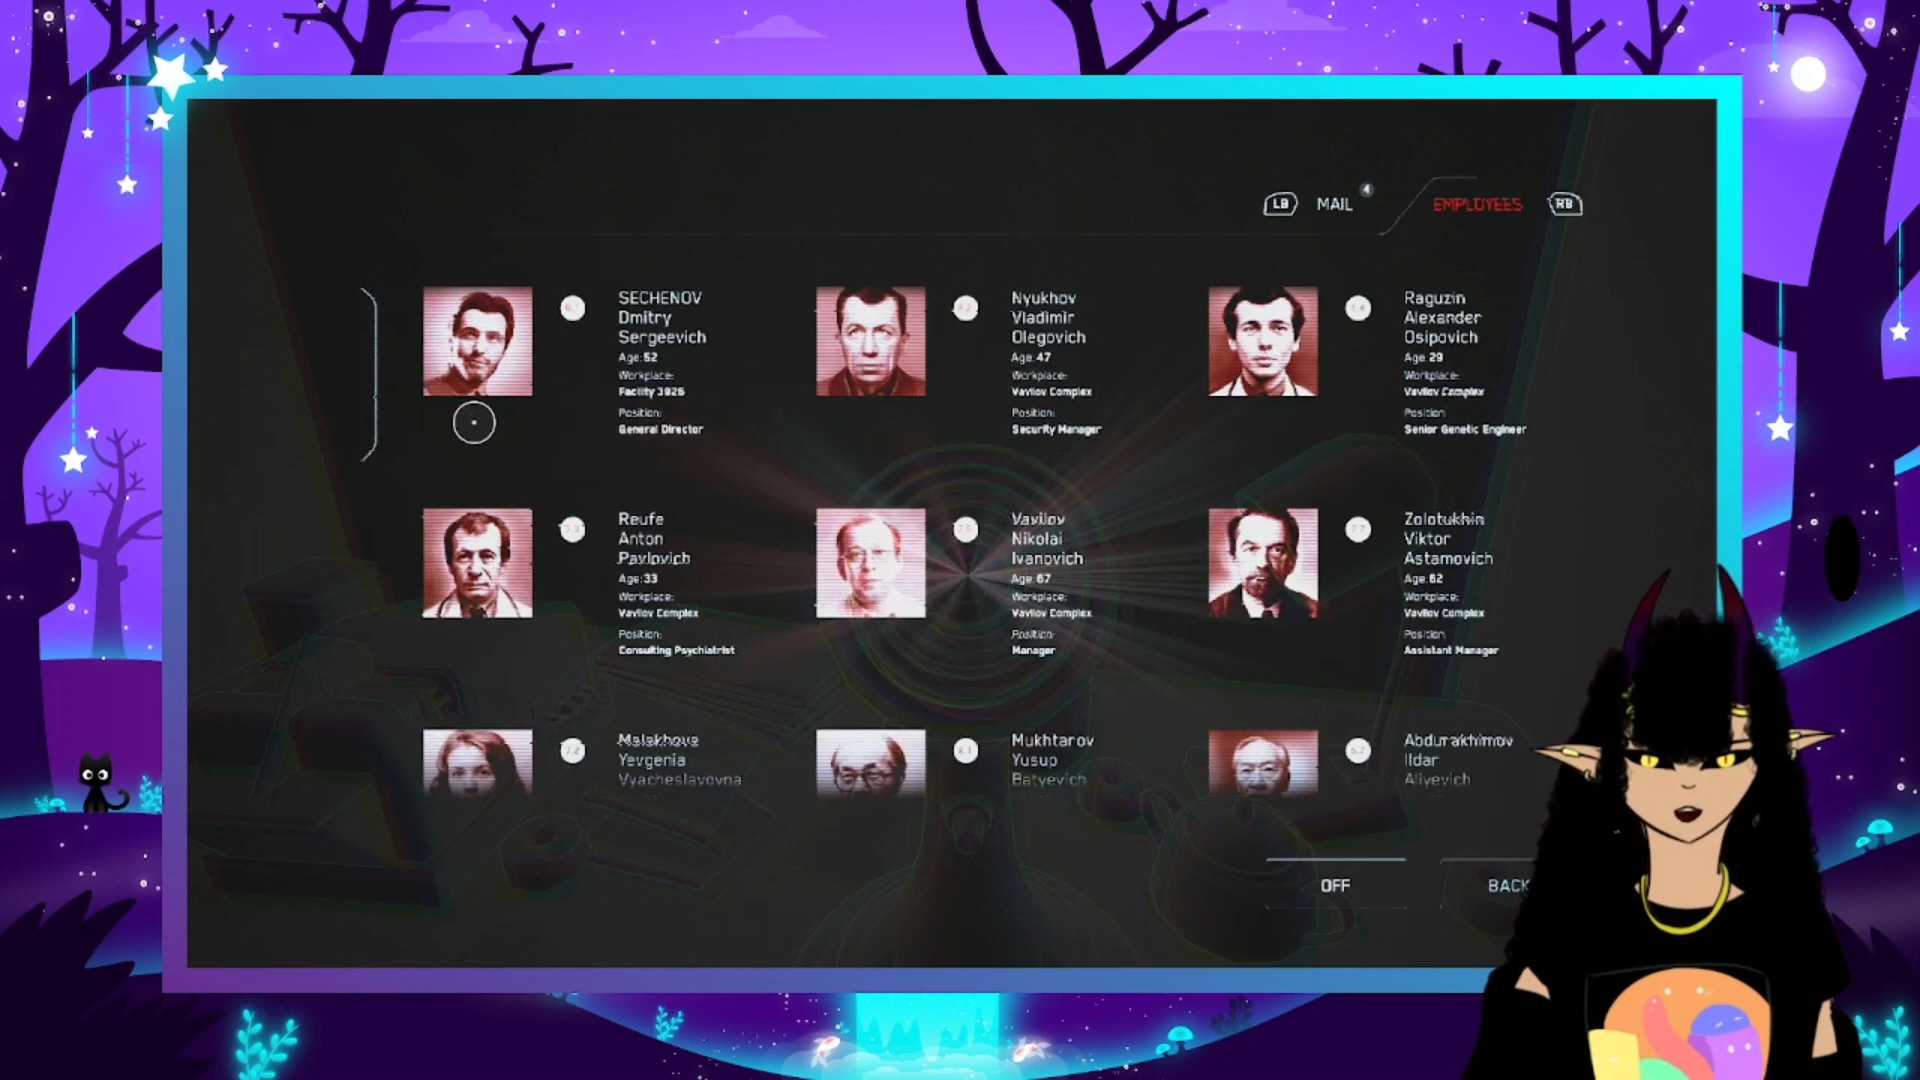 LB MAIL 4 EMPLOYEES RB
SECHENOV
Dmitry
Sergeevich
Age: 52
Workplace:
Facility 3826
Position:
General Director
Nyukhov
Vladimir
Olegovich
Age: 47
Workplace:
Vavilov Complex
Position:
Security Manager
Raguzin
Alexander
Osipovich
Age: 29
Workplace:
Vavilov Complex
Position:
Senior Genetic Engineer
Reufe
Anton
Pavlovich
Age: 33
Workplace:
Vavilov Complex
Position:
Consulting Psychiatrist
Vavilov
Nikolai
Ivanovich
Age: 67
Workplace:
Vavilov Complex
Position:
Manager
Zolotukhin
Viktor
Astamovich
Age: 62
Workplace:
Vavilov Complex
Position:
Assistant Manager
7.2
Malakhova
Yevgenia
Vyacheslavovna
Mukhtarov
Yusup
Batyevich
Abdurakhimov
Ildar
Aliyevich
OFF
BACK